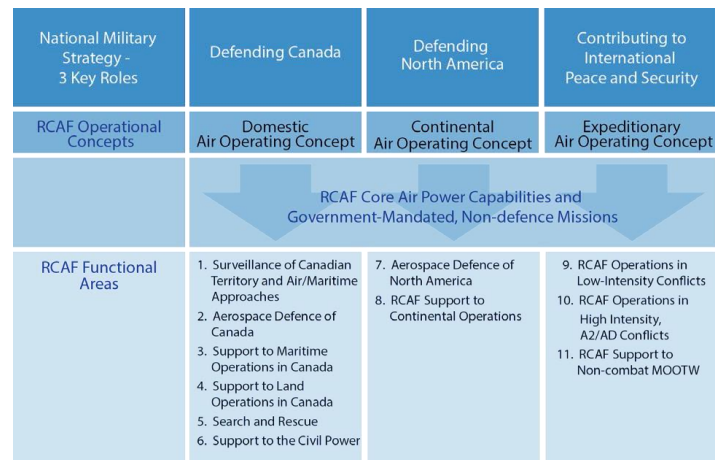 National Military
Strategy -
3 Key Roles
Defending Canada
Defending
North America
Contributing to
International
Peace and Security
RCAF Operational
Concepts
Domestic
Air Operating Concept
Continental
Air Operating Concept
Expeditionary
Air Operating Concept
RCAF Core Air Power Capabilities and
Government-Mandated, Non-defence Missions
RCAF Functional
Areas
1. Surveillance of Canadian
Territory and Air/Maritime
Approaches
2. Aerospace Defence of
Canada
3. Support to Maritime
Operations in Canada
4. Support to Land
Operations in Canada
5. Search and Rescue
6. Support to the Civil Power
7. Aerospace Defence of
North America
8. RCAF Support to
Continental Operations
9. RCAF Operations in
Low-Intensity Conflicts
10. RCAF Operations in
High Intensity,
A2/AD Conflicts
11. RCAF Support to
Non-combat MOOTW